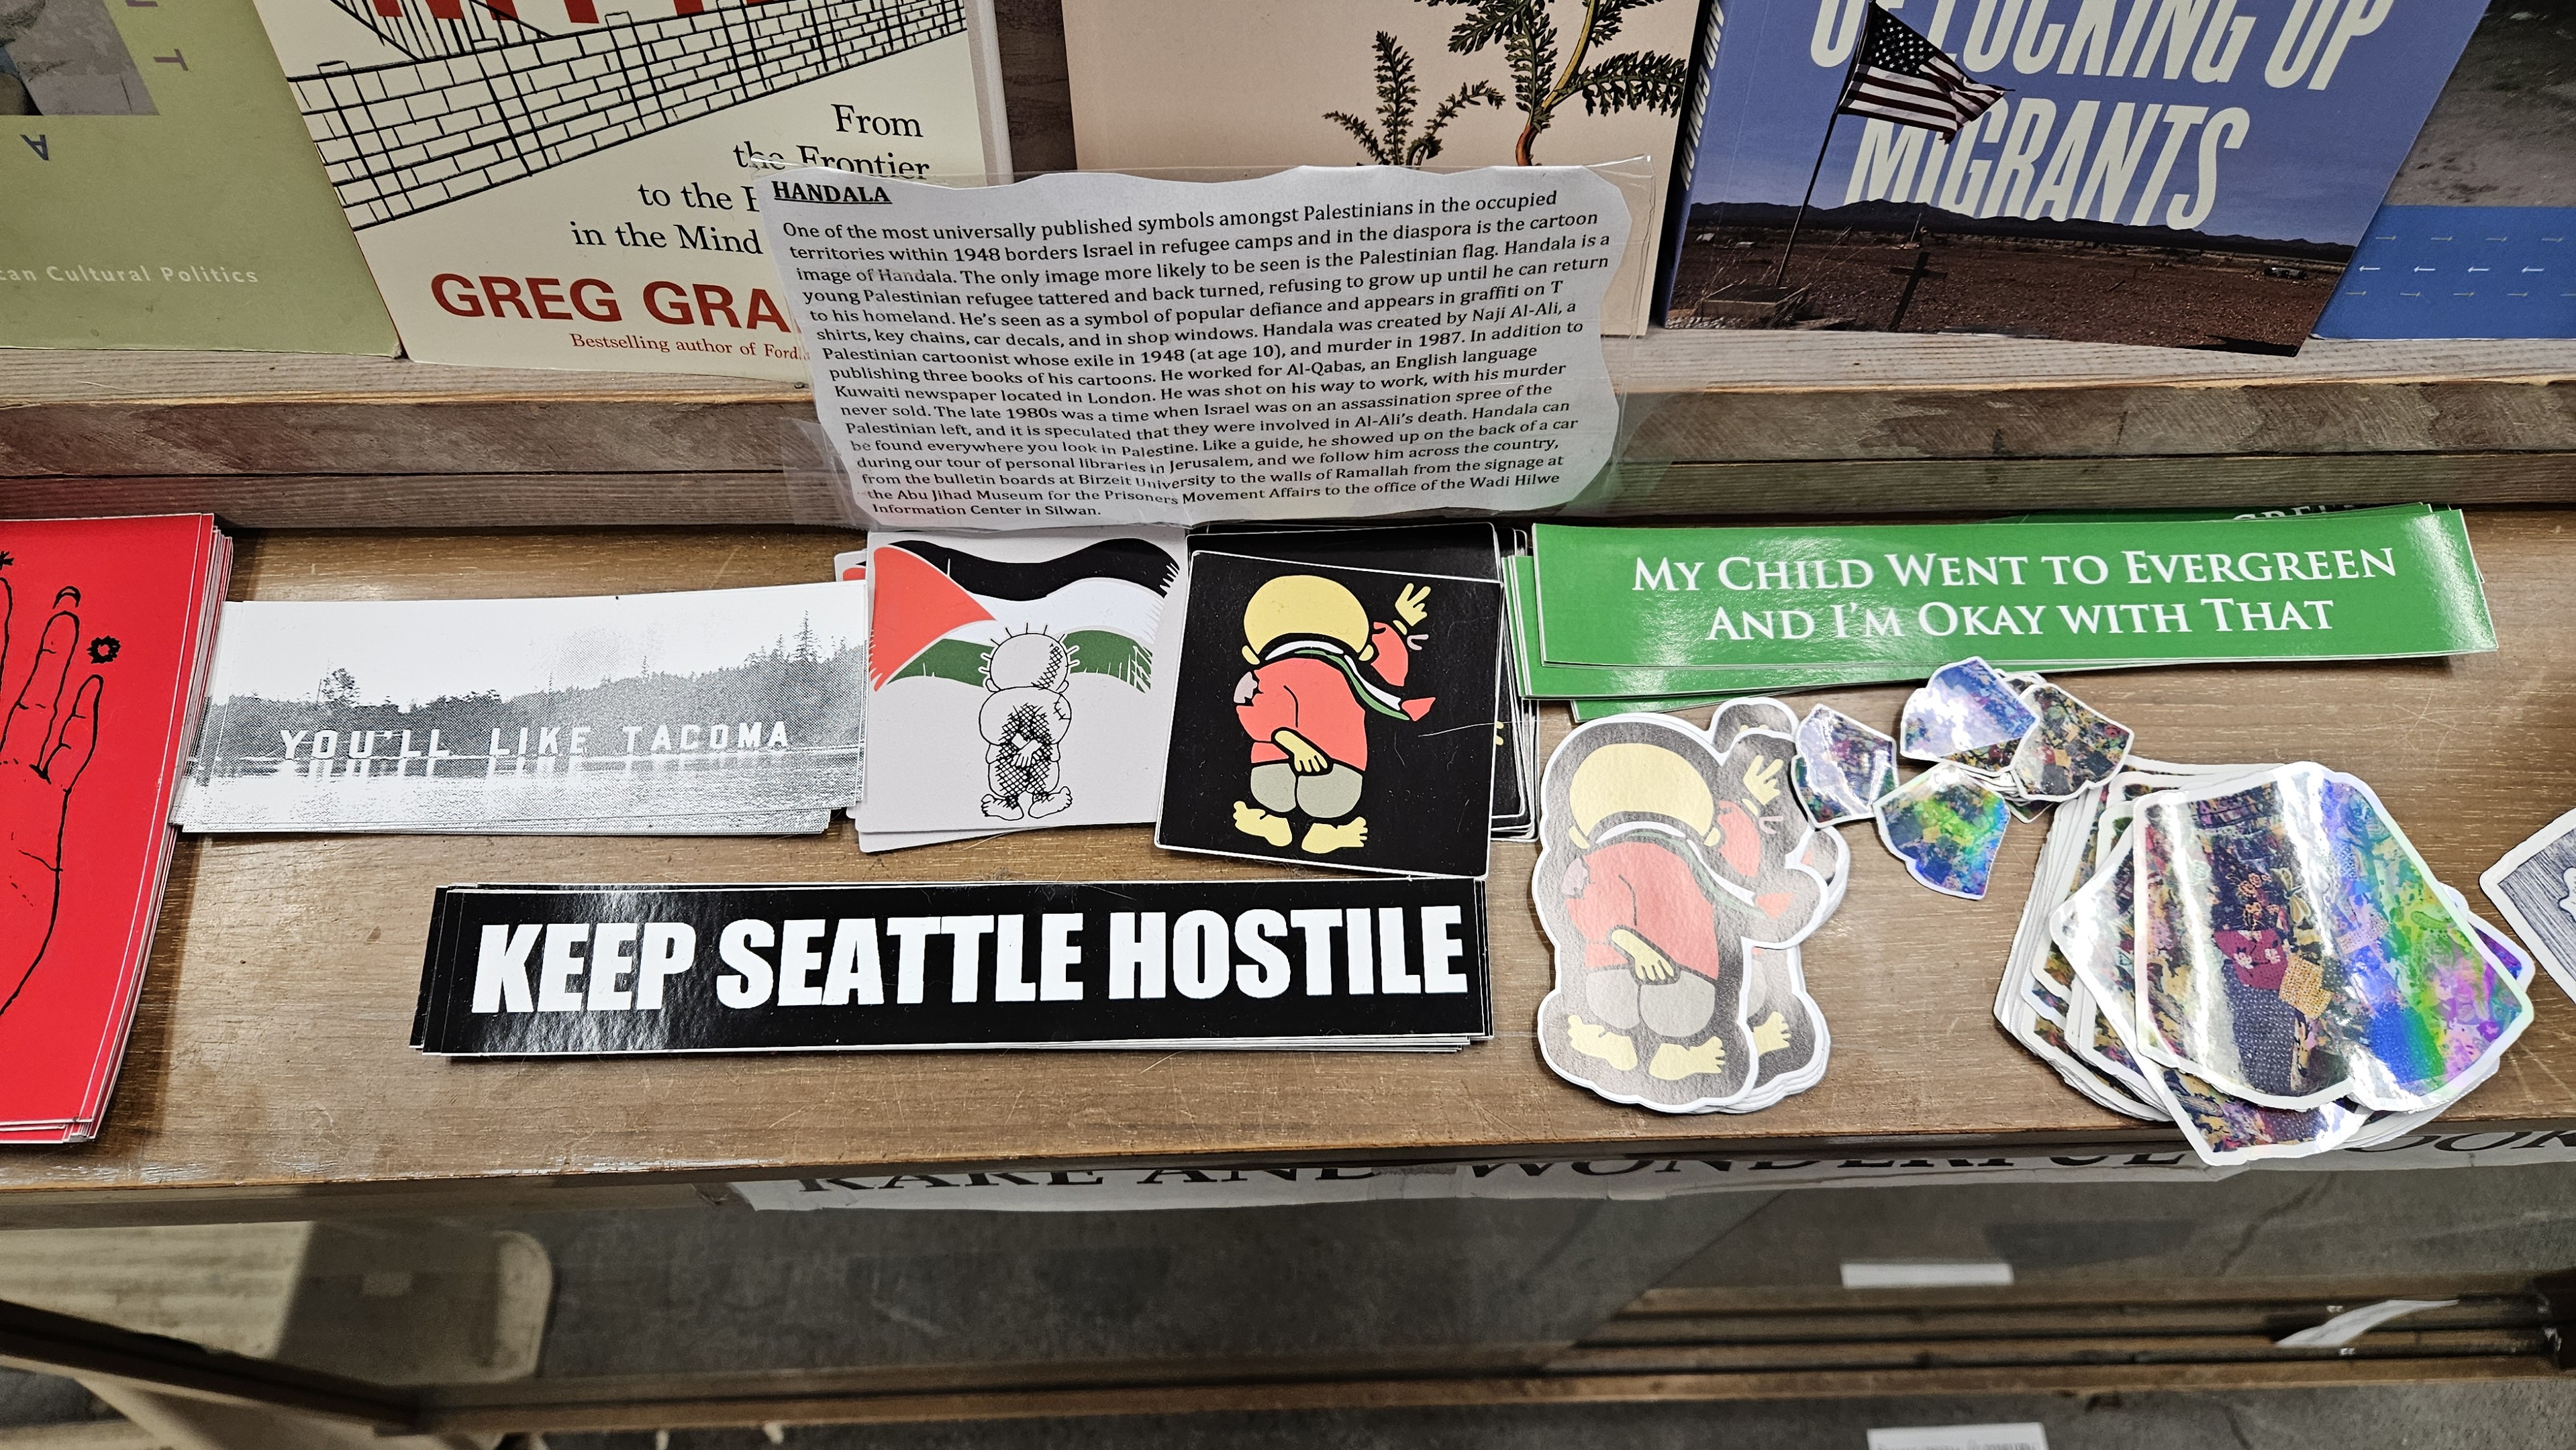 OF LOCKING UP
MIGRANTS
From
the Frontier
to the
in the Mind
GREG
Bestselling author of
Cultural Politics
HANDALA
One of the most universally published symbols amongst Palestinians in the occupied
territories within 1948 borders Israel in refugee camps and in the diaspora is the cartoon
image of Handala. The only image more likely to be seen is the Palestinian flag. Handala is a
young Palestinian refugee tattered and back turned, refusing to grow up until he can return
to his homeland. He's seen as a symbol of popular defiance and appears in graffiti on T
shirts, key chains, car decals, and in shop windows. Handala was created by Naji Al-Ali, a
Palestinian cartoonist whose exile in 1948 (at age 10), and murder in 1987. In addition to
publishing three books of his cartoons. He worked for Al-Qabas, an English language
Kuwaiti newspaper located in London. He was shot on his way to work, with his murder
never sold. The late 1980s was a time when Israel was on an assassination spree of the
Palestinian left, and it is speculated that they were involved in Al-Ali's death. Handala can
be found everywhere you look in Palestine. Like a guide, he showed up on the back of a car
during our tour of personal libraries in Jerusalem, and we follow him across the country,
from the bulletin boards at Birzeit University to the walls of Ramallah from the signage at
the Abu Jihad Museum for the Prisoners Movement Affairs to the office of the Wadi Hilwe
Information Center in Silwan.
MY CHILD WENT TO EVERGREEN
AND I'M OKAY WITH THAT
YOU'LL LIKE TACOMA
KEEP SEATTLE HOSTILE
RARE AND WONDERFUL